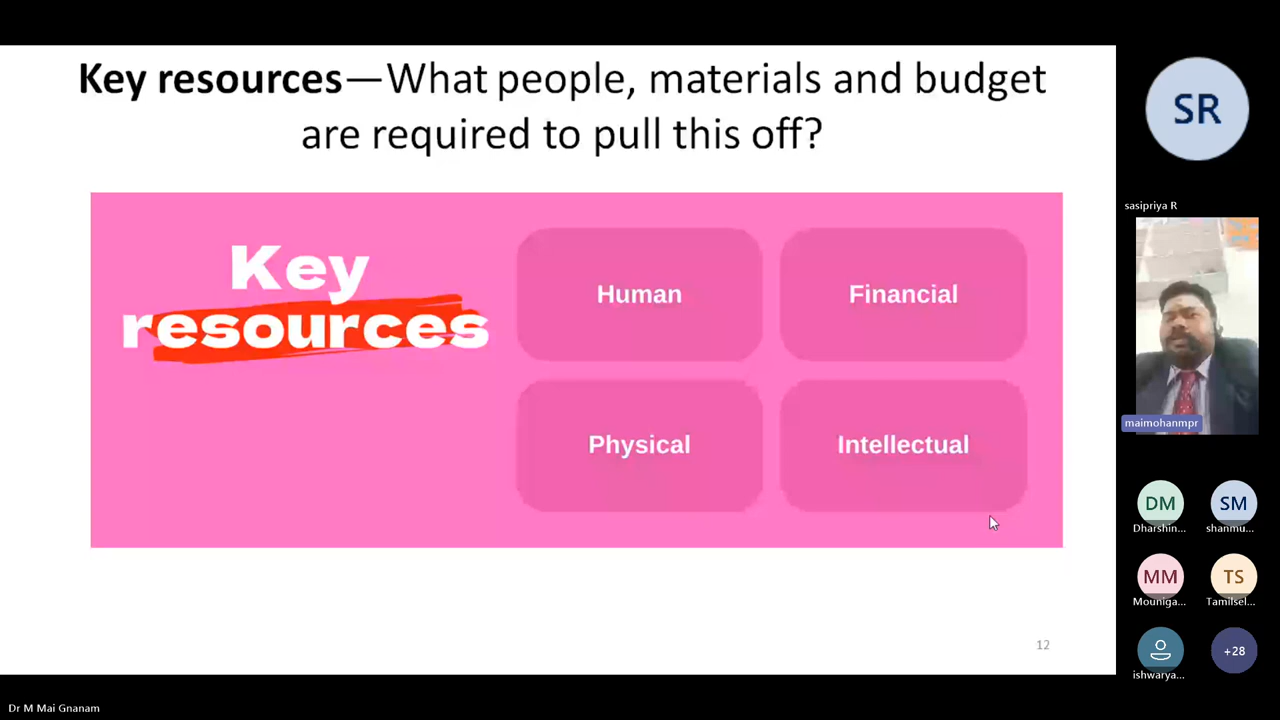 Key resources—What people, materials and budget
are required to pull this off?
Key
resources
Human
Financial
Physical
Intellectual
12
SR
sasipriya R
maimohanmpr
DM
Dharshin...
SM
shanmu...
MM
Mouniga...
TS
Tamilsel...
ishwarya...
+28
Dr M Mai Gnanam